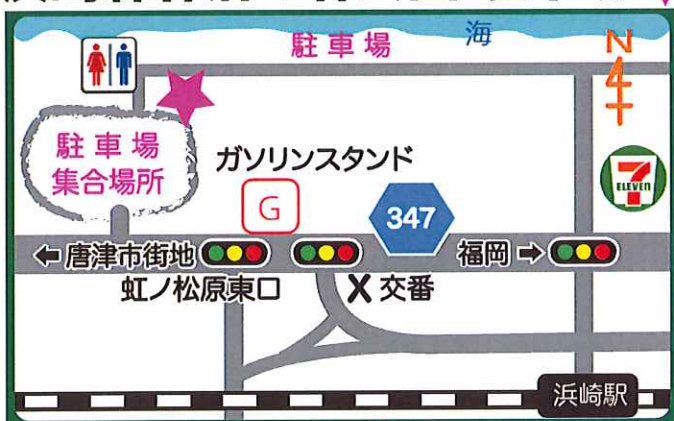 駐車場
海
N
駐車場
集合場所
ガソリンスタンド
G
347
7
ELEVEN
← 唐津市街地
福岡 →
虹ノ松原東口
X 交番
浜崎駅